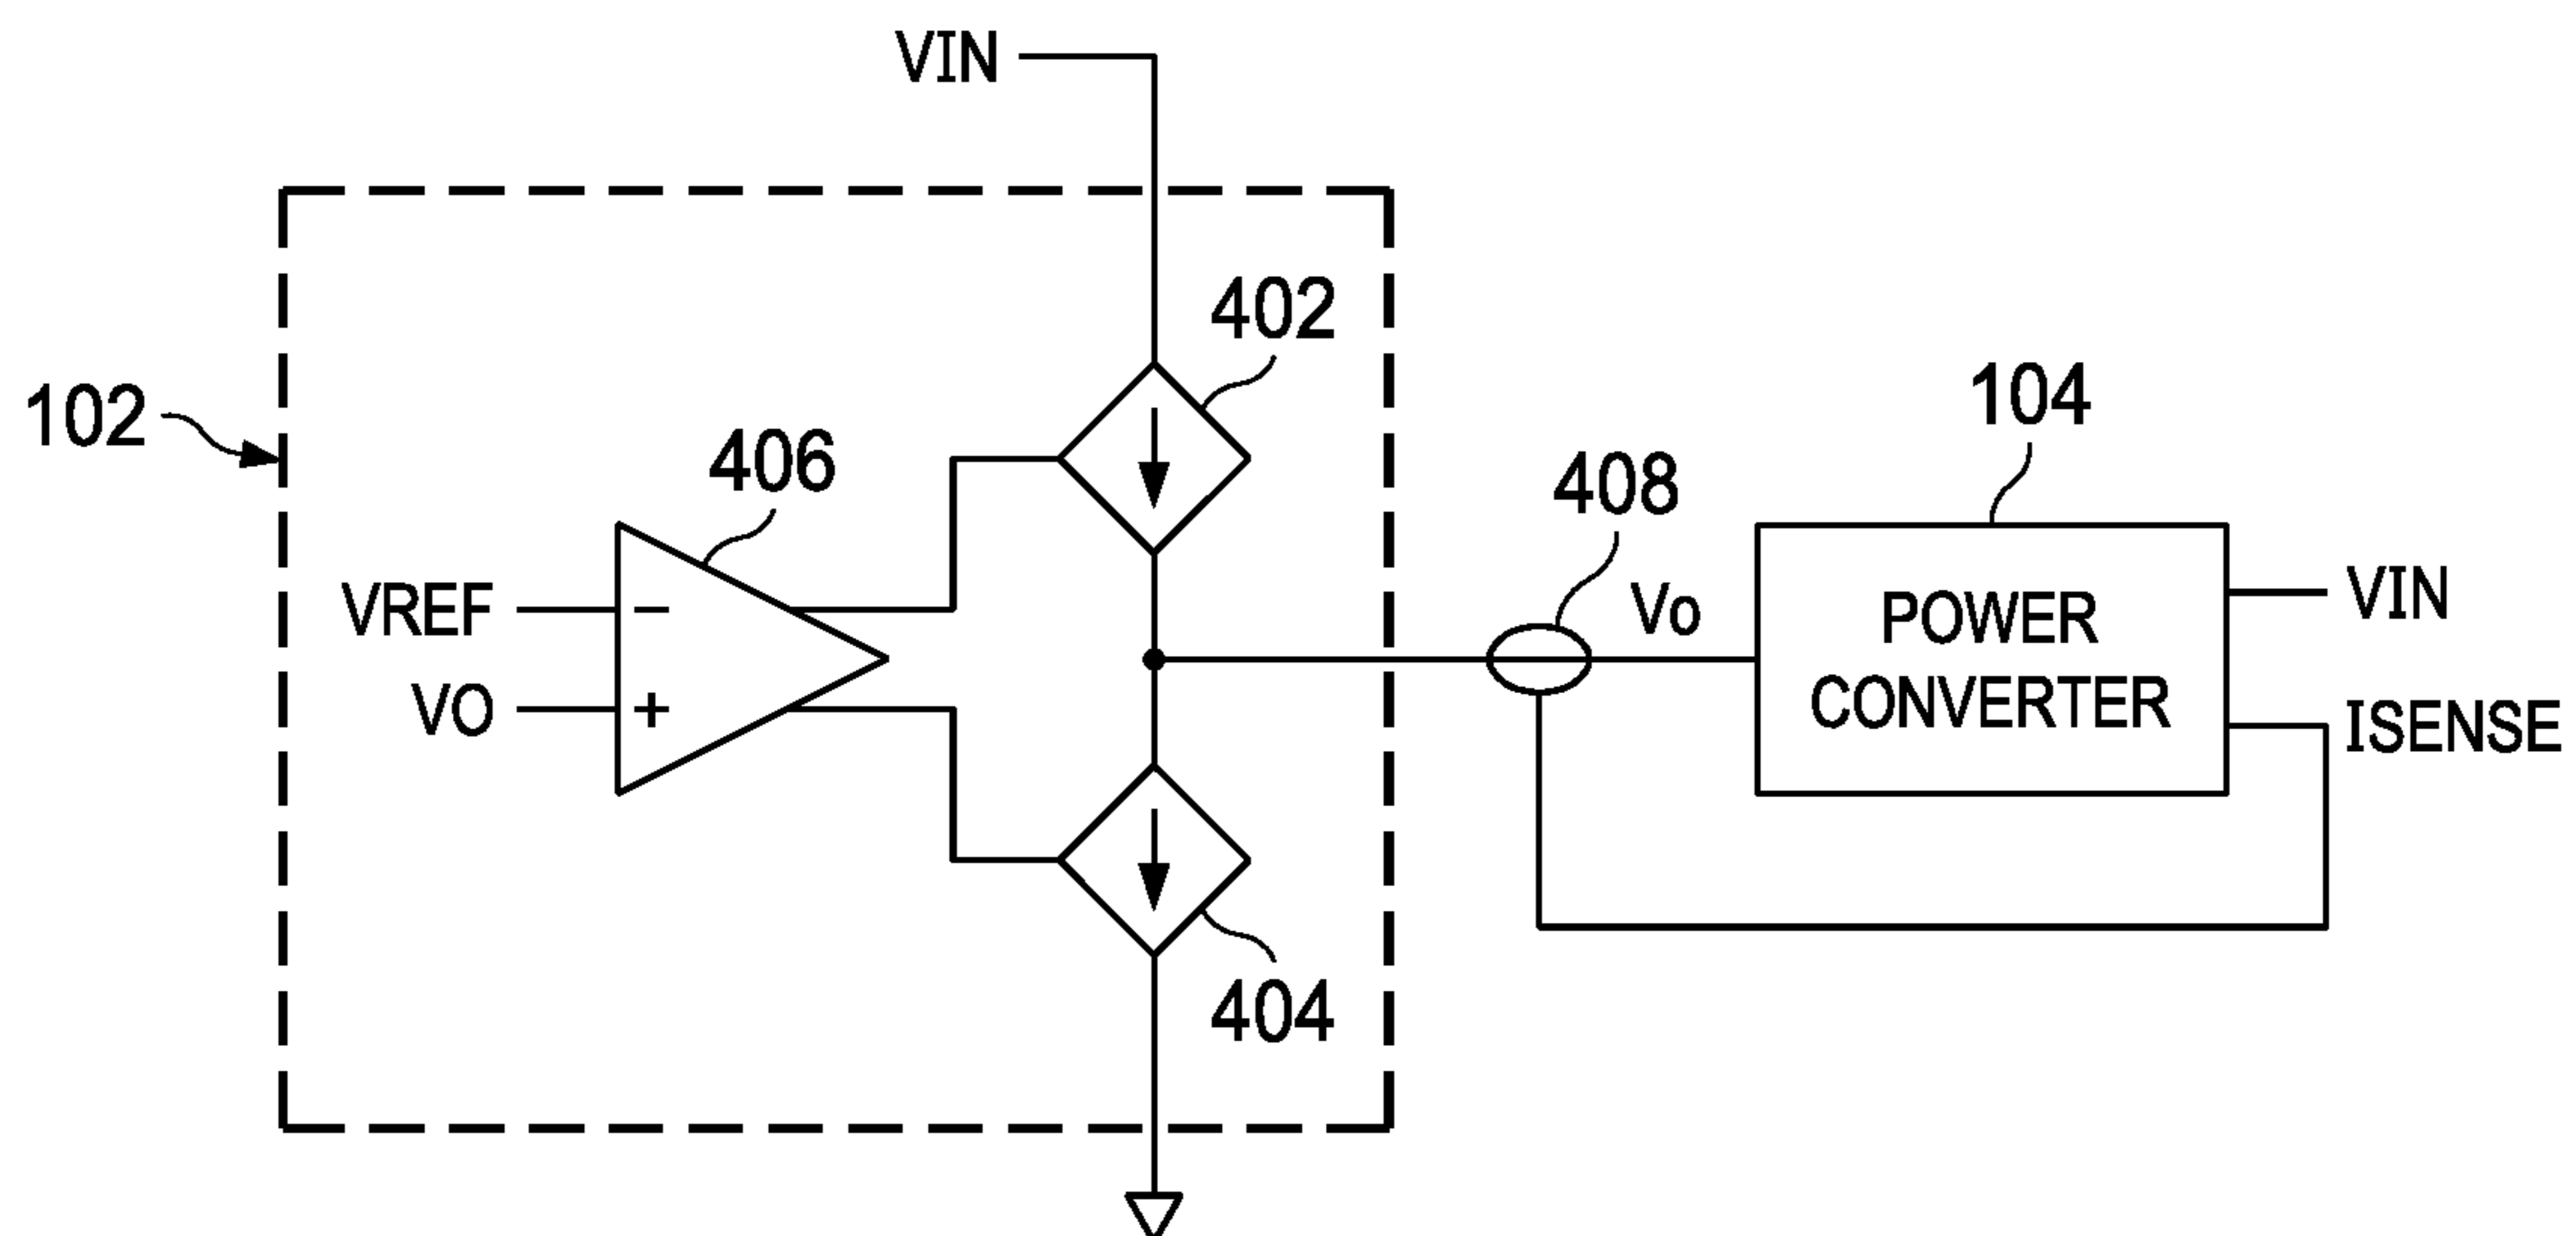 VIN
402
102
104
406
408
VREF
Vo
POWER
CONVERTER
VIN
VO
ISENSE
404